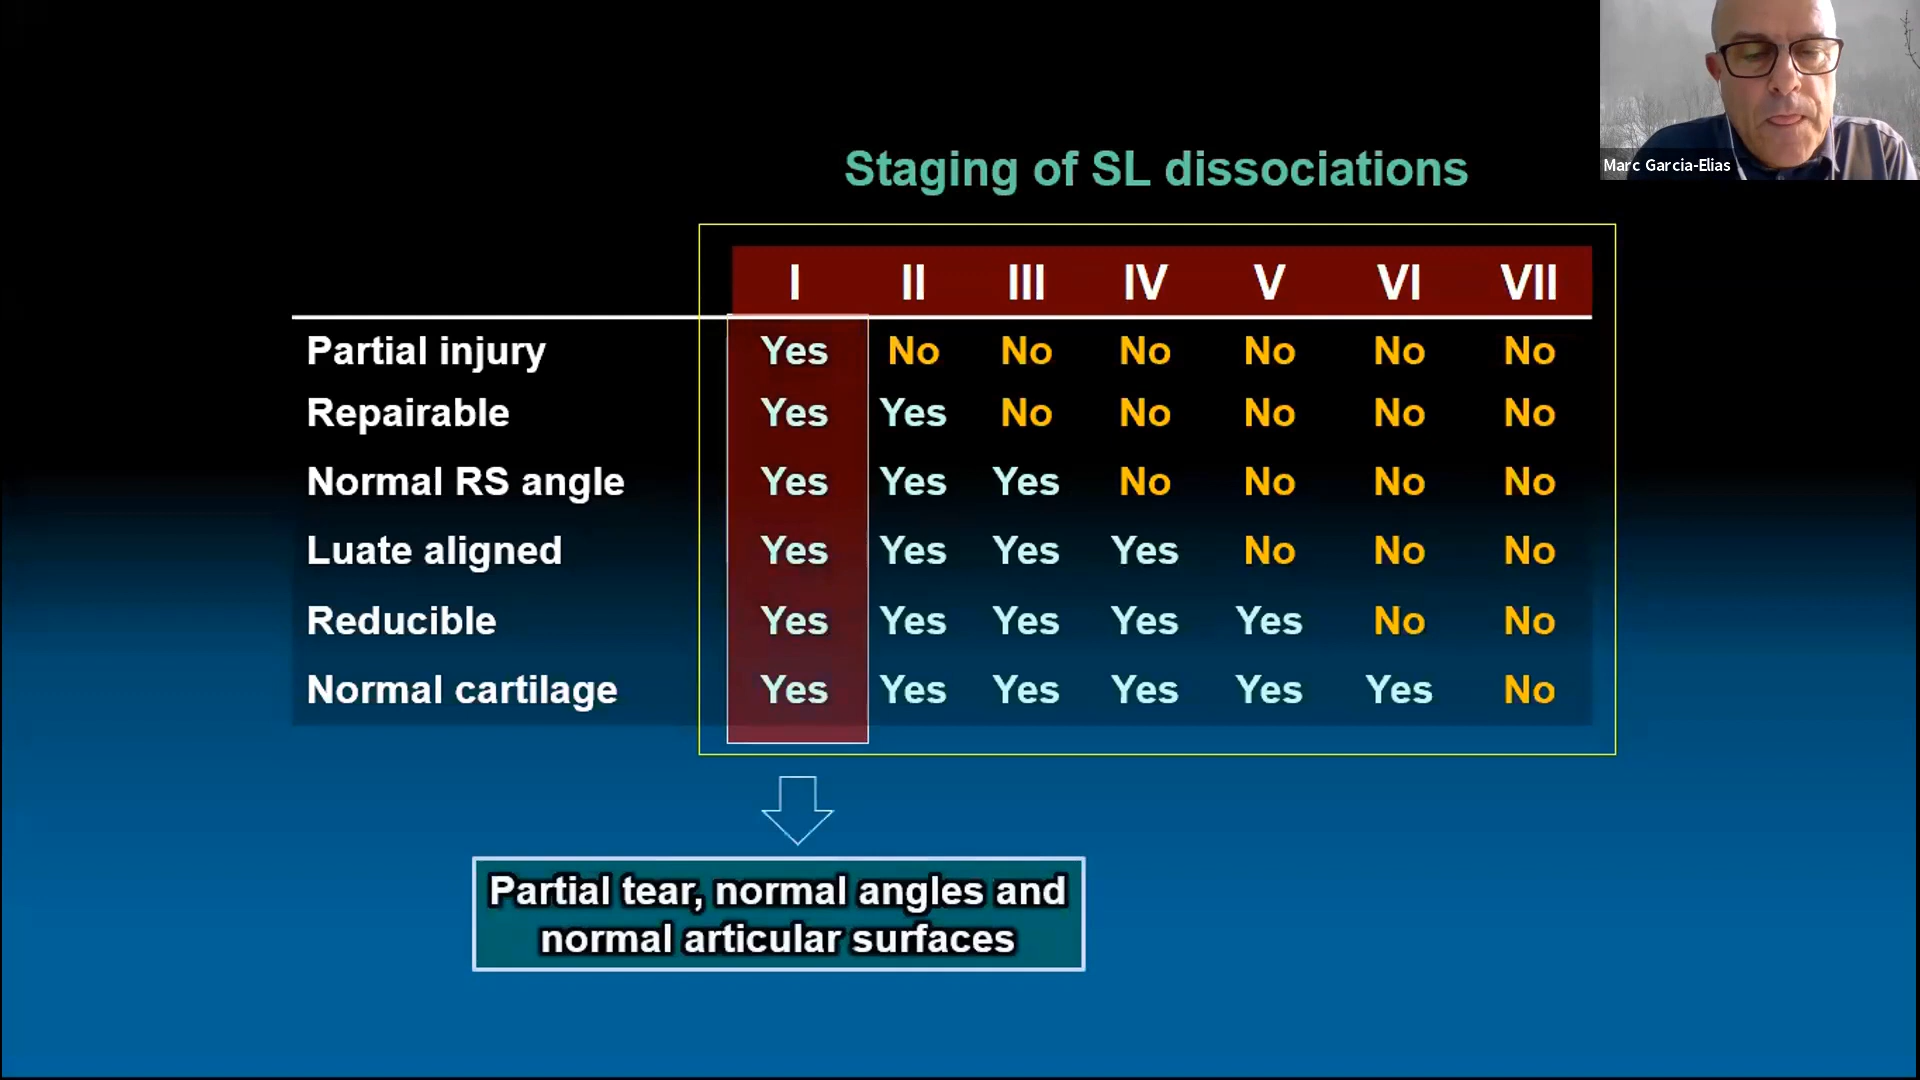 Marc Garcia-Elias
Staging of SL dissociations
I II III IV V VI VII
Partial injury Yes No No No No No No
Repairable Yes Yes No No No No No
Normal RS angle Yes Yes Yes No No No No
Luate aligned Yes Yes Yes Yes No No No
Reducible Yes Yes Yes Yes Yes No No
Normal cartilage Yes Yes Yes Yes Yes Yes No
Partial tear, normal angles and
normal articular surfaces